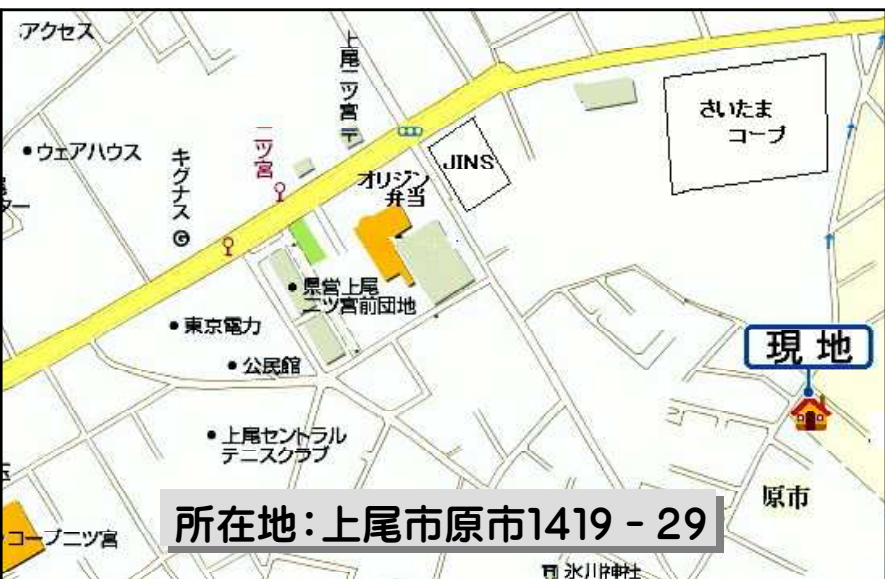 アクセス
上尾二ツ宮〒
さいたま
コープ
ウェアハウス
キグナス
二ツ宮
JINS
オリジン
弁当
ター
県営上尾
二ツ宮前団地
東京電力
現地
公民館
上尾セントラル
テニスクラブ
原市
所在地:上尾市原市1419-29
コープ二ツ宮
氷川神社